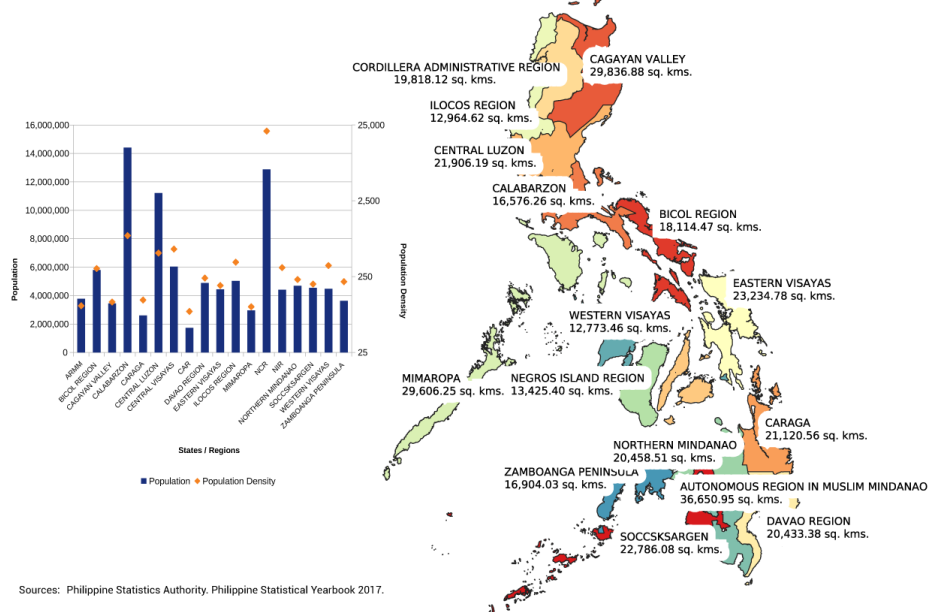 16,000,000
14,000,000
12,000,000
10,000,000
8,000,000
6,000,000
4,000,000
2,000,000
0
Population
25,000
2,500
250
25
Population Density
ARMM
BICOL REGION
CAGAYAN VALLEY
CALABARZON
CARAGA
CENTRAL LUZON
CENTRAL VISAYAS
CAR
DAVAO REGION
EASTERN VISAYAS
ILOCOS REGION
MIMAROPA
NCR
NIR
NORTHERN MINDANAO
SOCCSKSARGEN
WESTERN VISAYAS
ZAMBOANGA PENINSULA
States / Regions
Population
Population Density
CORDILLERA ADMINISTRATIVE REGION
19,818.12 sq. kms.
CAGAYAN VALLEY
29,836.88 sq. kms.
ILOCOS REGION
12,964.62 sq. kms.
CENTRAL LUZON
21,906.19 sq. kms.
CALABARZON
16,576.26 sq. kms.
BICOL REGION
18,114.47 sq. kms.
EASTERN VISAYAS
23,234.78 sq. kms.
WESTERN VISAYAS
12,773.46 sq. kms.
MIMAROPA
29,606.25 sq. kms.
NEGROS ISLAND REGION
13,425.40 sq. kms.
CARAGA
21,120.56 sq. kms.
NORTHERN MINDANAO
20,458.51 sq. kms.
ZAMBOANGA PENINSULA
16,904.03 sq. kms.
AUTONOMOUS REGION IN MUSLIM MINDANAO
36,650.95 sq. kms.
DAVAO REGION
20,433.38 sq. kms.
SOCCSKSARGEN
22,786.08 sq. kms.
Sources: Philippine Statistics Authority. Philippine Statistical Yearbook 2017.